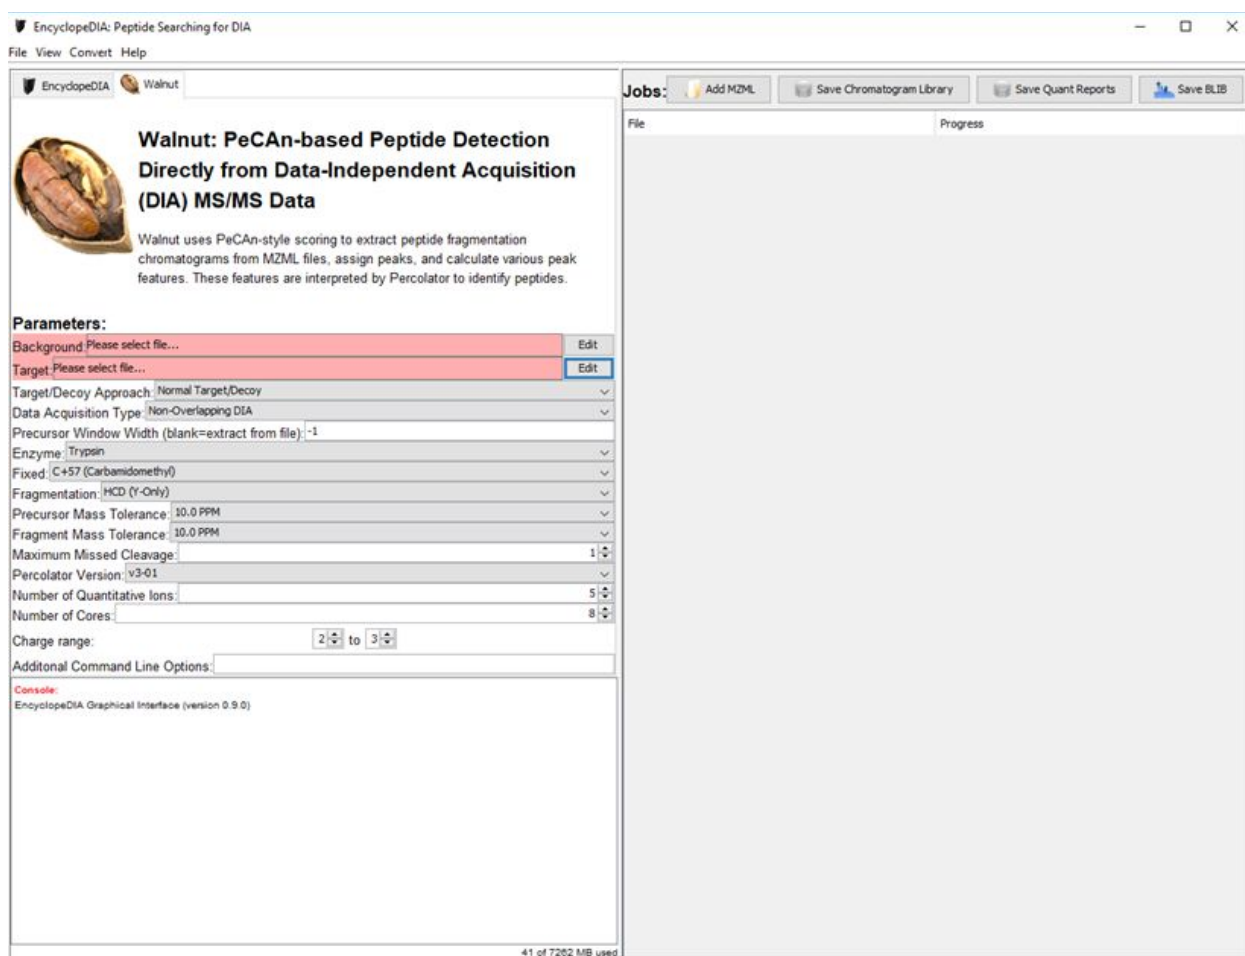 EncyclopeDIA: Peptide Searching for DIA
File View Convert Help
EncyclopeDIA Walnut
Jobs: Add MZML Save Chromatogram Library Save Quant Reports Save BLIB
File Progress
Walnut: PeCAn-based Peptide Detection
Directly from Data-Independent Acquisition
(DIA) MS/MS Data
Walnut uses PeCAn-style scoring to extract peptide fragmentation
chromatograms from MZML files, assign peaks, and calculate various peak
features. These features are interpreted by Percolator to identify peptides.
Parameters:
Background: Please select file... Edit
Target: Please select file... Edit
Target/Decoy Approach: Normal Target/Decoy
Data Acquisition Type: Non-Overlapping DIA
Precursor Window Width (blank=extract from file): -1
Enzyme: Trypsin
Fixed: C+57 (Carbamidomethyl)
Fragmentation: HCD (Y-Only)
Precursor Mass Tolerance: 10.0 PPM
Fragment Mass Tolerance: 10.0 PPM
Maximum Missed Cleavage: 1
Percolator Version: v3-01
Number of Quantitative Ions: 5
Number of Cores: 8
Charge range: 2 to 3
Additonal Command Line Options:
Console:
EncyclopeDIA Graphical Interface (version 0.9.0)
41 of 7262 MB used